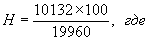 H = 10132×100 / 19960, где